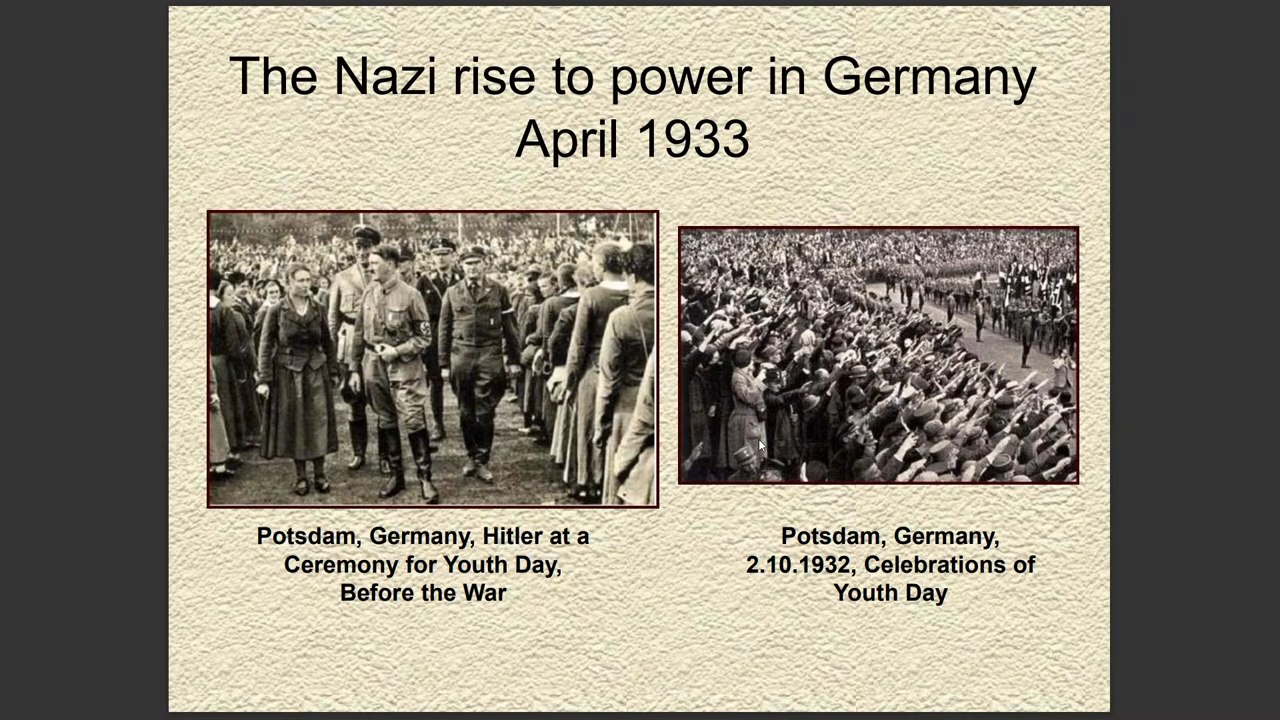 The Nazi rise to power in Germany
April 1933
Potsdam, Germany, Hitler at a
Ceremony for Youth Day,
Before the War
Potsdam, Germany,
2.10.1932, Celebrations of
Youth Day